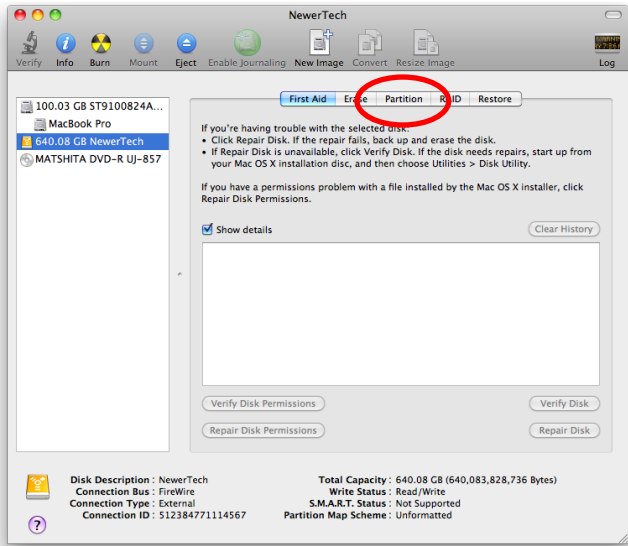 NewerTech
Verify Info Burn Mount Eject Enable Journaling New Image Convert Resize Image Log
100.03 GB ST9100824A...
MacBook Pro
640.08 GB NewerTech
MATSHITA DVD-R UJ-857
First Aid Erase Partition RAID Restore
If you're having trouble with the selected disk:
• Click Repair Disk. If the repair fails, back up and erase the disk.
• If Repair Disk is unavailable, click Verify Disk. If the disk needs repairs, start up from
your Mac OS X installation disc, and then choose Utilities > Disk Utility.
If you have a permissions problem with a file installed by the Mac OS X installer, click
Repair Disk Permissions.
Show details
Clear History
Verify Disk Permissions Verify Disk
Repair Disk Permissions Repair Disk
Disk Description : NewerTech Total Capacity : 640.08 GB (640,083,828,736 Bytes)
Connection Bus : FireWire Write Status : Read/Write
Connection Type : External S.M.A.R.T. Status : Not Supported
Connection ID : 512384771114567 Partition Map Scheme : Unformatted
?